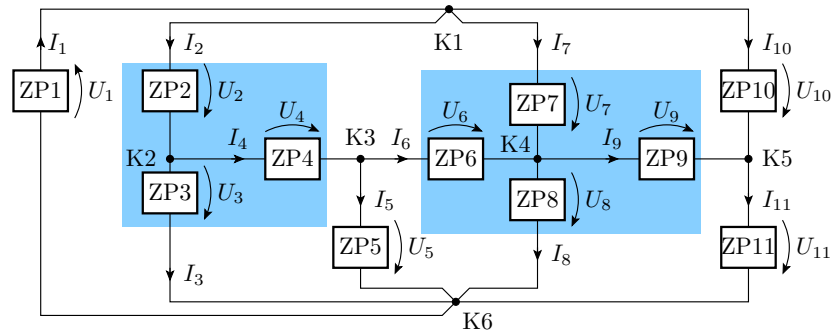 K1
I₁ I₂ I₇ I₁₀
ZP1 U₁ ZP2 U₂ ZP7 U₇ ZP10 U₁₀
K2 I₄ U₄ ZP4 K3 I₆ U₆ ZP6 K4 I₉ U₉ ZP9 K5
ZP3 U₃ I₅ ZP8 U₈ I₁₁
ZP5 U₅ I₈ ZP11 U₁₁
I₃
K6